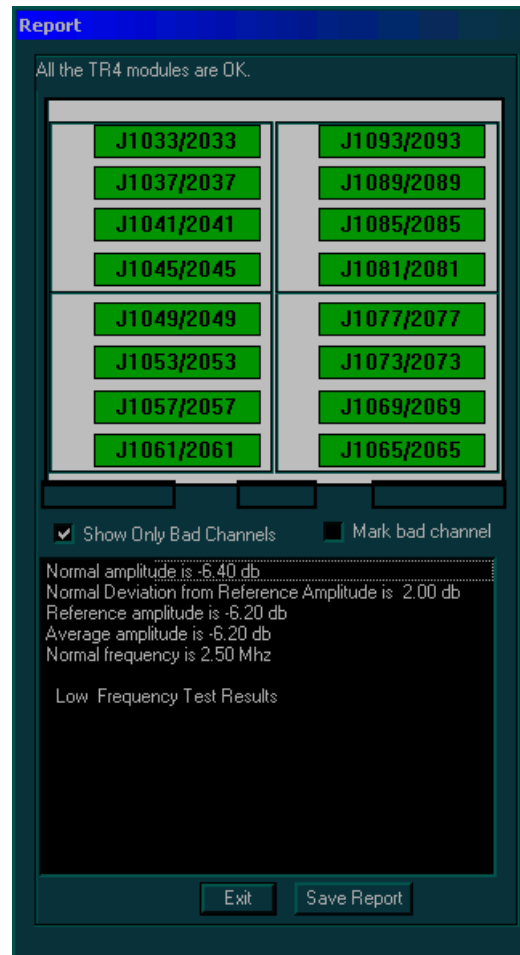 Report
All the TR4 modules are OK.
J1033/2033
J1093/2093
J1037/2037
J1089/2089
J1041/2041
J1085/2085
J1045/2045
J1081/2081
J1049/2049
J1077/2077
J1053/2053
J1073/2073
J1057/2057
J1069/2069
J1061/2061
J1065/2065
Show Only Bad Channels
Mark bad channel
Normal amplitude is -6.40 db
Normal Deviation from Reference Amplitude is 2.00 db
Reference amplitude is -6.20 db
Average amplitude is -6.20 db
Normal frequency is 2.50 Mhz
Low Frequency Test Results
Exit
Save Report